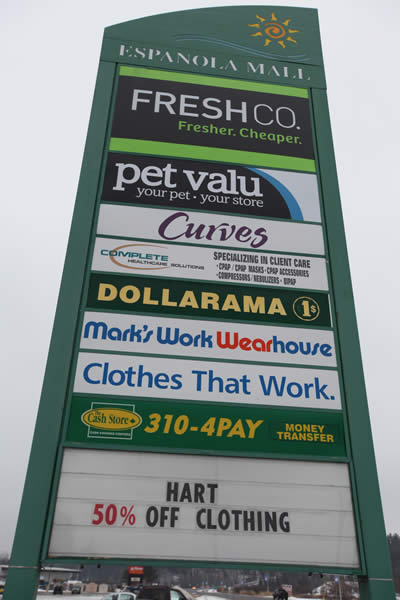 ESPANOLA MALL
FRESHCO.
Fresher. Cheaper.
pet valu
your pet · your store
Curves
COMPLETE
HEALTHCARE SOLUTIONS
SPECIALIZING IN CLIENT CARE
• CPAP / CPAP MASKS • CPAP ACCESSORIES
• COMPRESSORS / NEBULIZERS • BIPAP
DOLLARAMA 1$
Mark's Work Wearhouse
Clothes That Work.
The
Cash Store
310-4PAY
MONEY
TRANSFER
HART
50% OFF CLOTHING